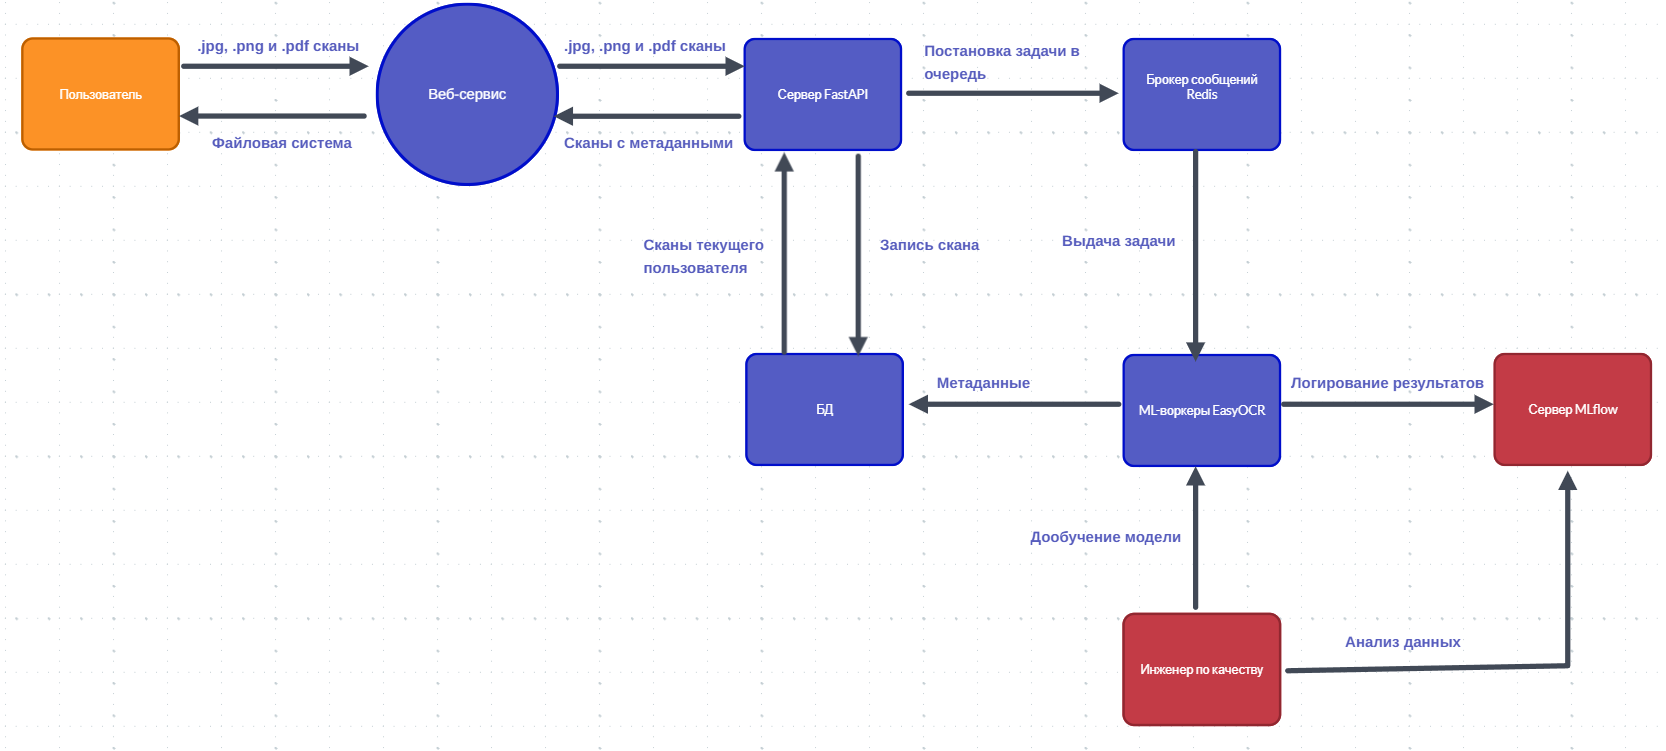 .jpg, .png и .pdf сканы
.jpg, .png и .pdf сканы
Постановка задачи в
очередь
Пользователь
Веб-сервис
Сервер FastAPI
Брокер сообщений
Redis
Файловая система
Сканы с метаданными
Сканы текущего
пользователя
Запись скана
Выдача задачи
Метаданные
Логирование результатов
БД
ML-воркеры EasyOCR
Сервер MLflow
Дообучение модели
Инженер по качеству
Анализ данных